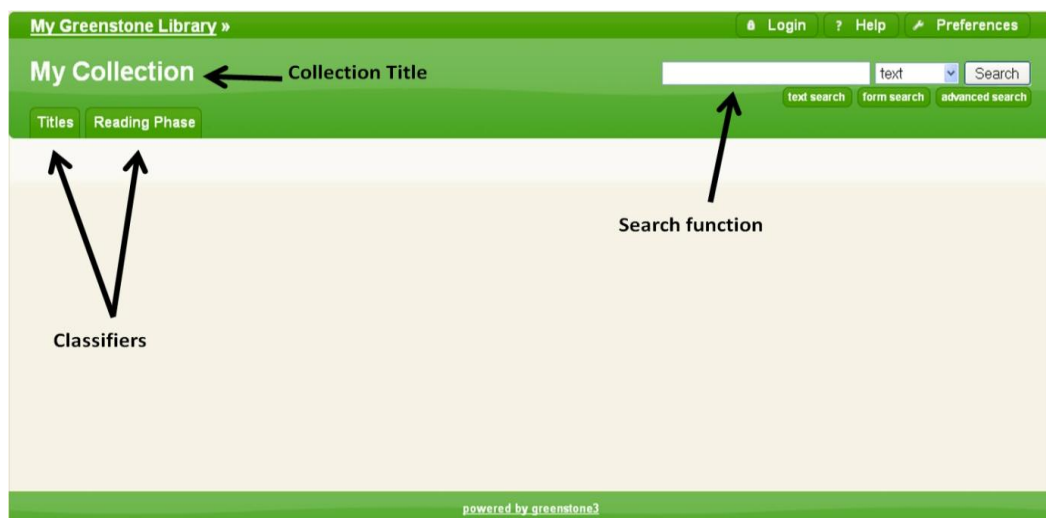 My Greenstone Library »
Login ? Help Preferences
My Collection
Collection Title
text Search
text search form search advanced search
Titles Reading Phase
Search function
Classifiers
powered by greenstone3